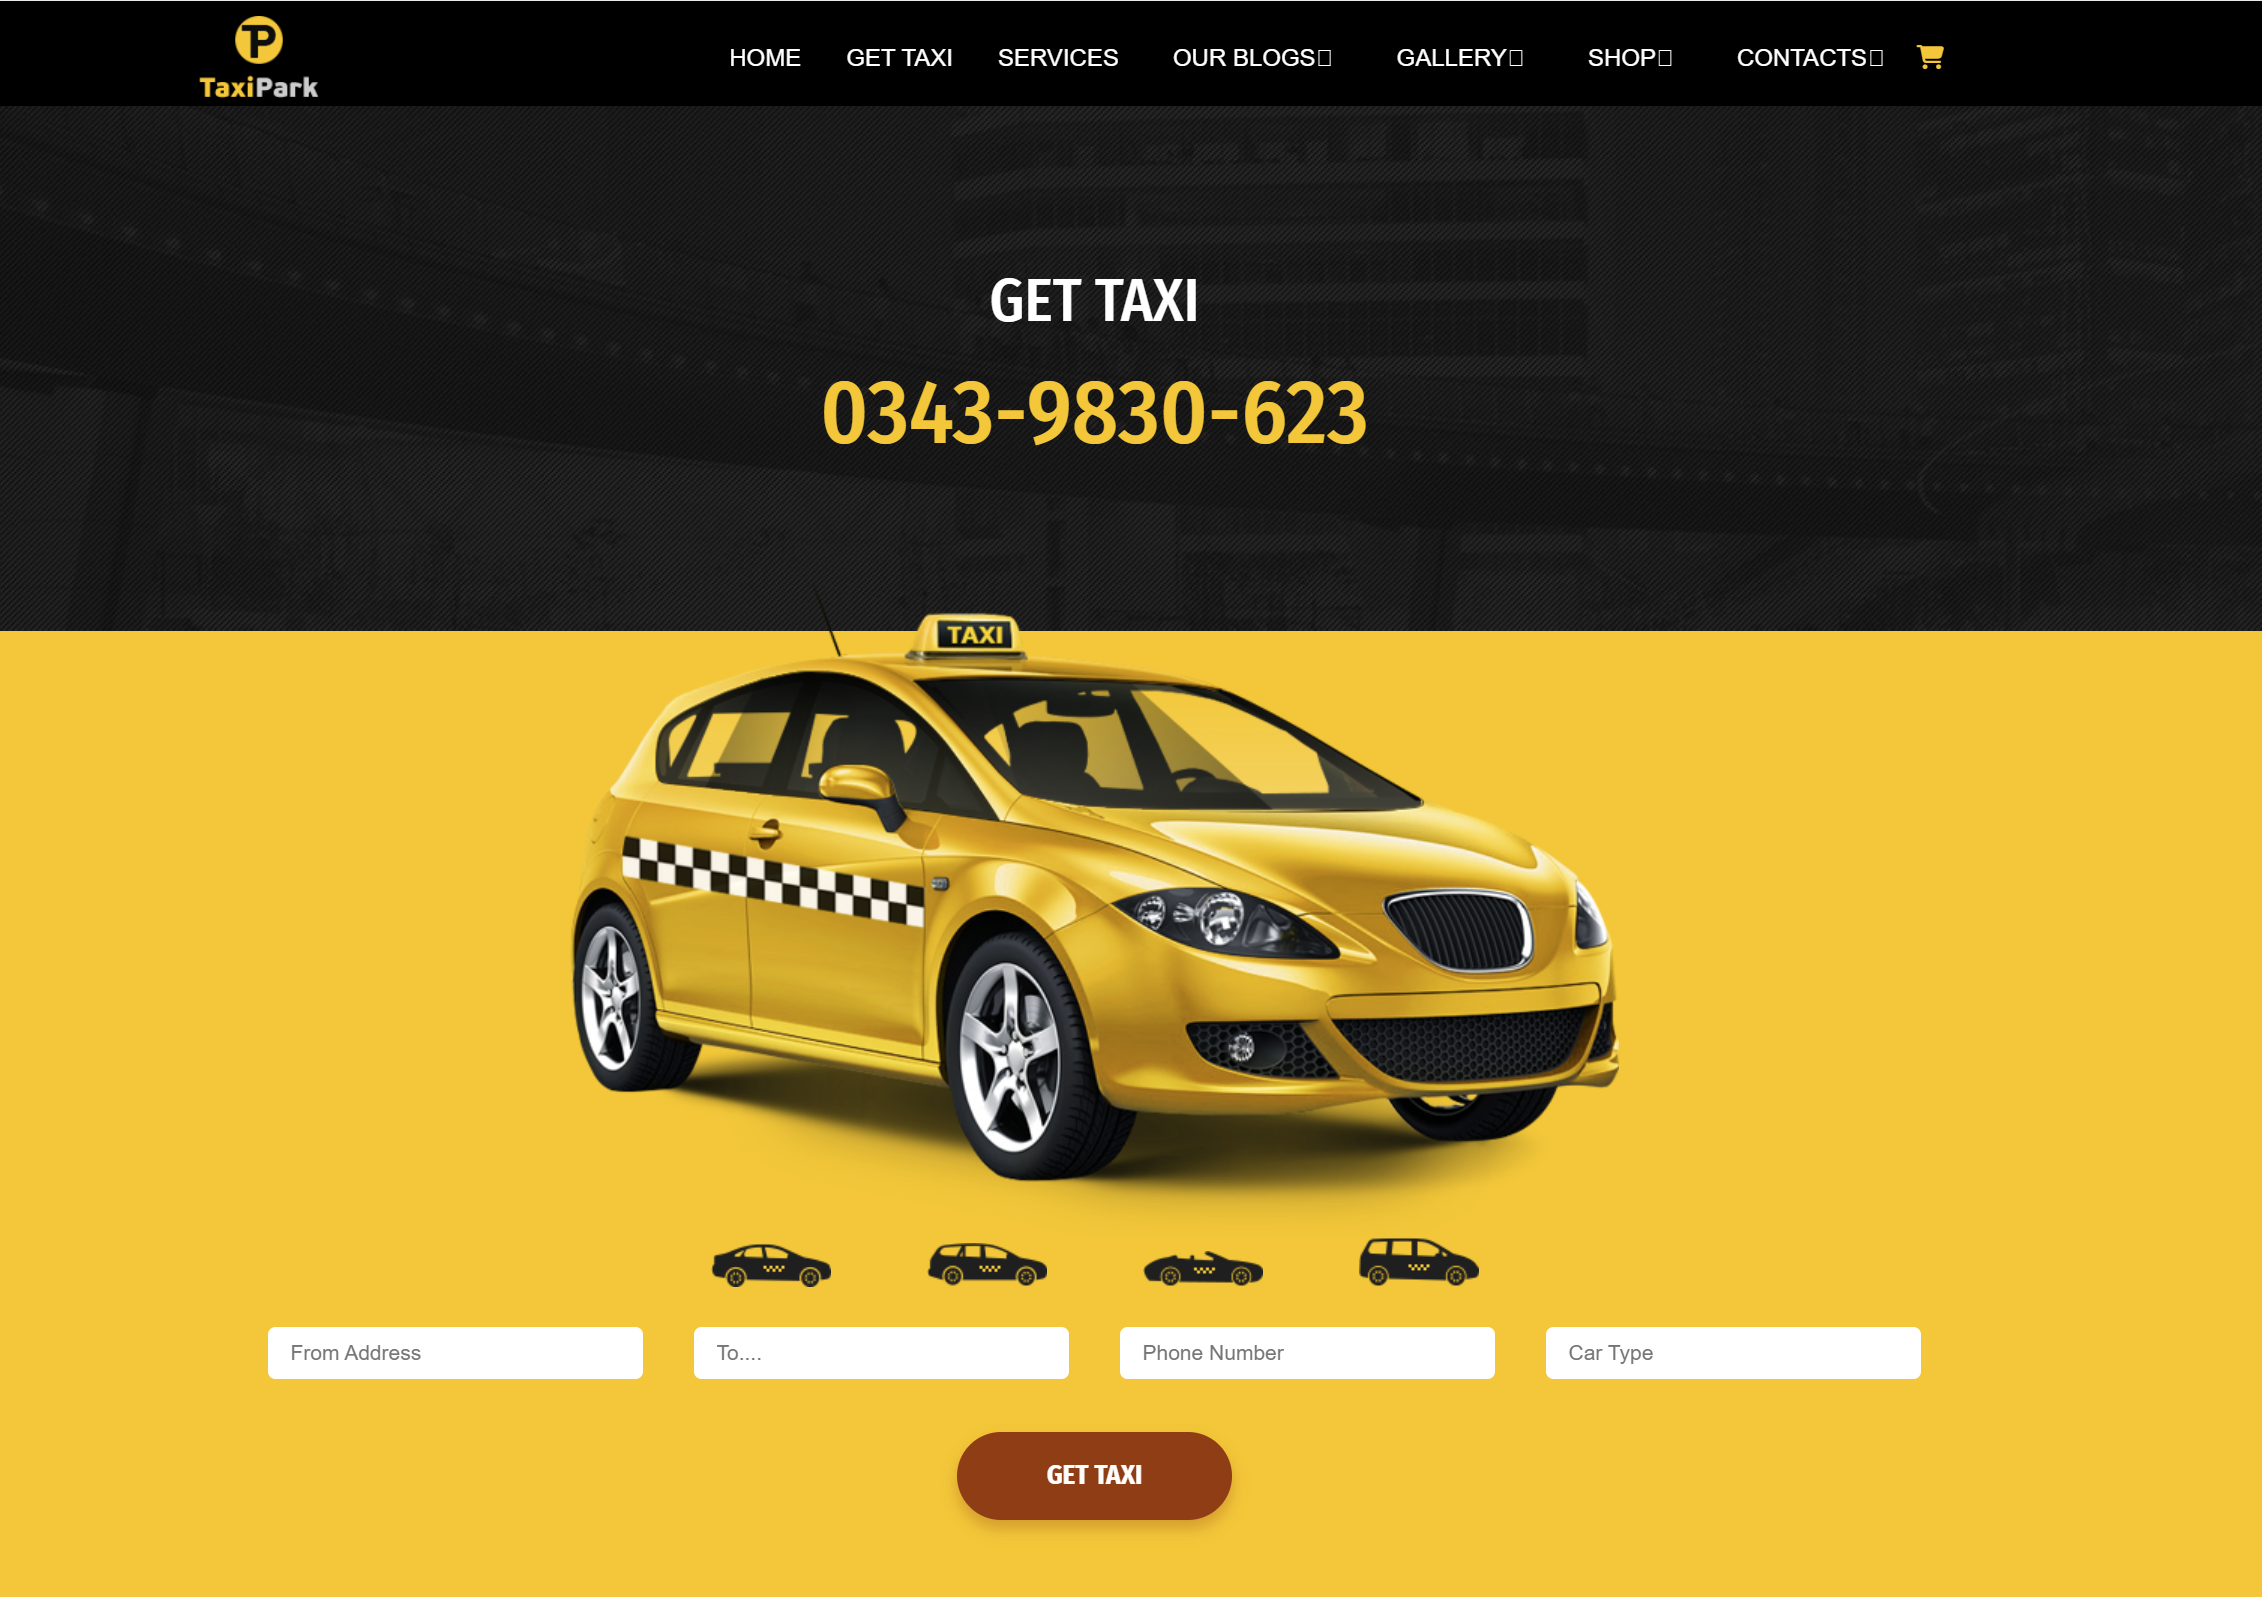 TaxiPark
HOME GET TAXI SERVICES OUR BLOGS GALLERY SHOP CONTACTS
GET TAXI
0343-9830-623
TAXI
From Address To.... Phone Number Car Type
GET TAXI